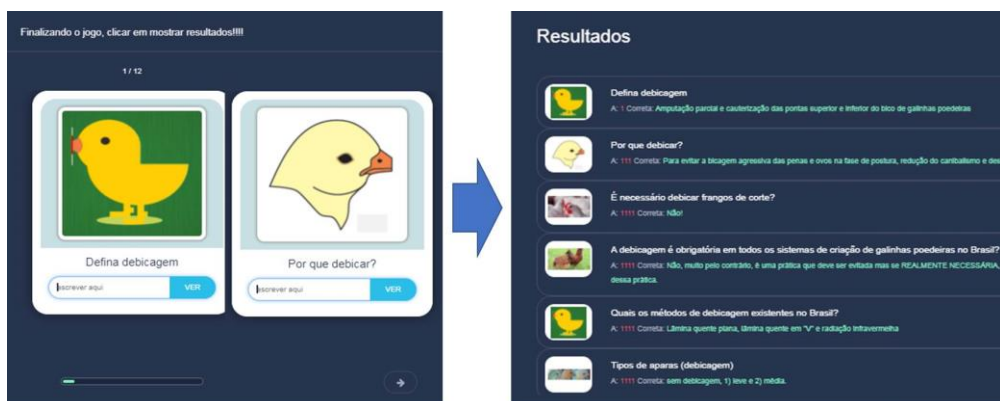 Finalizando o jogo, clicar em mostrar resultados!!!!
1 / 12
Defina debicagem
escrever aqui
VER
Por que debicar?
escrever aqui
VER
Resultados
Defina debicagem
A: 1 Correta: Amputação parcial e cauterização das pontas superior e inferior do bico de galinhas poedeiras
Por que debicar?
A: 111 Correta: Para evitar a bicagem agressiva das penas e ovos na fase de postura, redução do canibalismo e des
É necessário debicar frangos de corte?
A: 1111 Correta: Não!
A debicagem é obrigatória em todos os sistemas de criação de galinhas poedeiras no Brasil?
A: 1111 Correta: Não, muito pelo contrário, é uma prática que deve ser evitada mas se REALMENTE NECESSÁRIA,
dessa prática.
Quais os métodos de debicagem existentes no Brasil?
A: 1111 Correta: Lâmina quente plana, lâmina quente em "V" e radiação Infravermelha
Tipos de aparas (debicagem)
A: 1111 Correta: sem debicagem, 1) leve e 2) média.